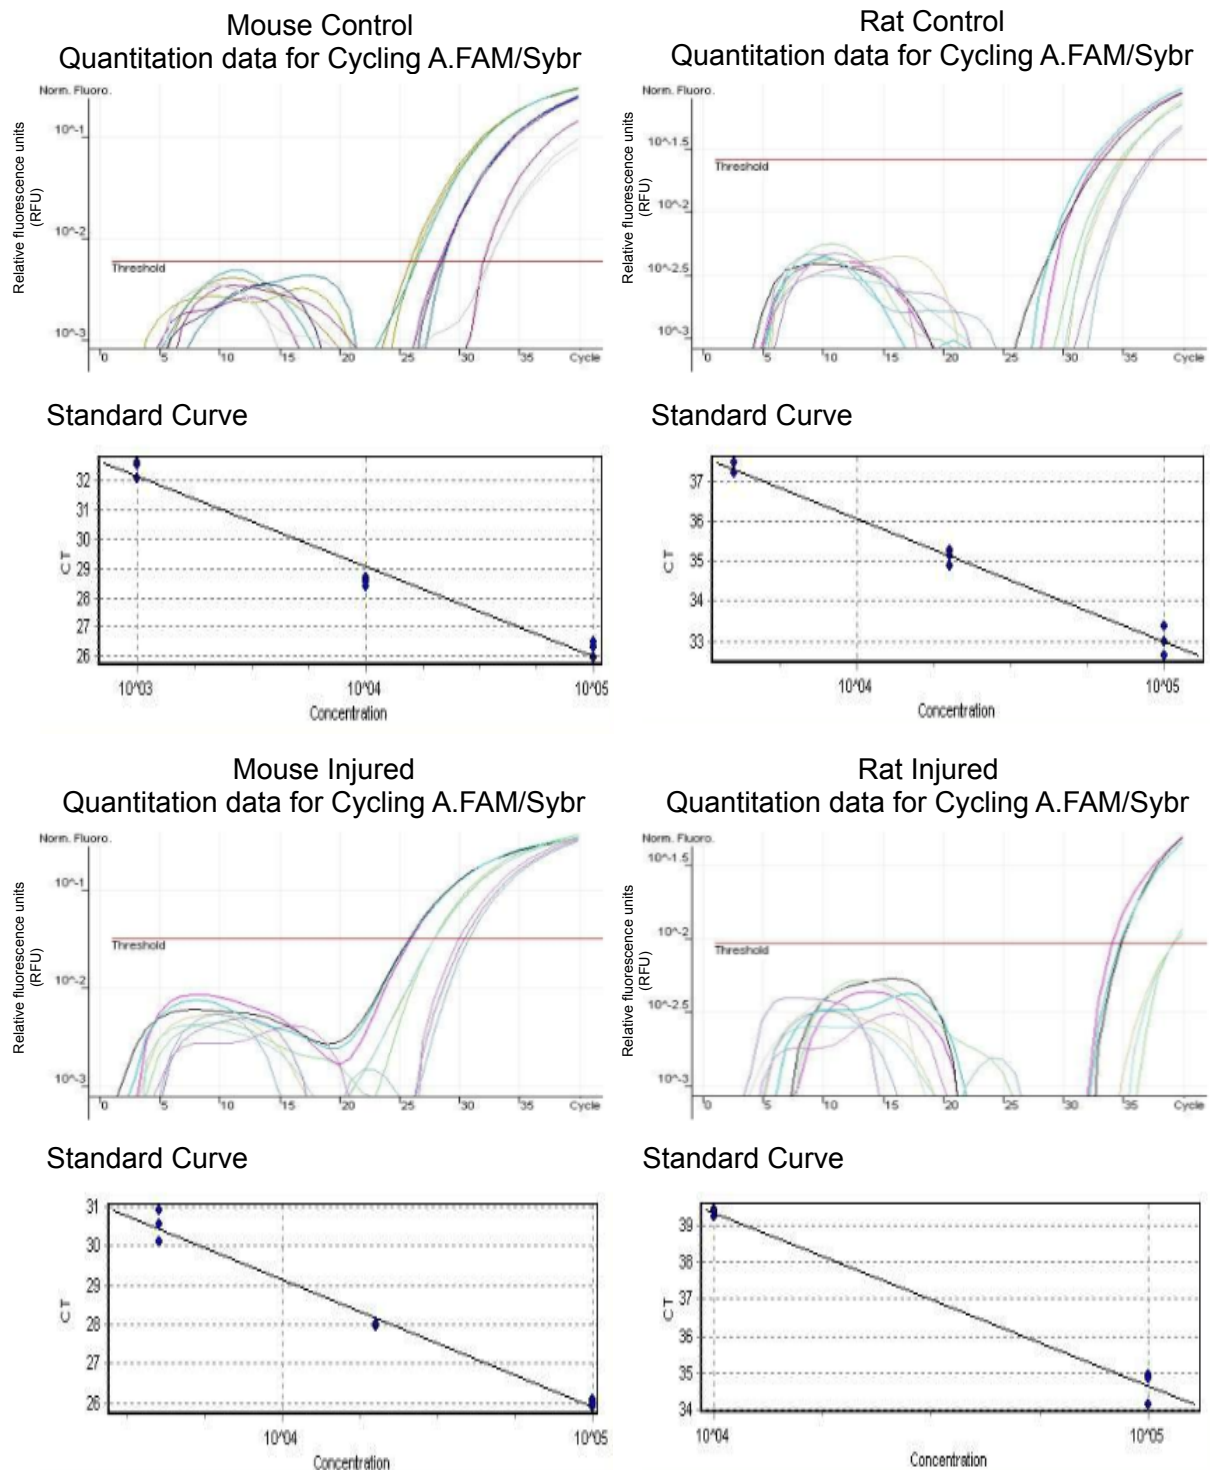 Mouse Control
Quantitation data for Cycling A.FAM/Sybr
Relative fluorescence units
(RFU)
Norm. Fluoro.
10^-1
10^-2
10^-3
Threshold
0 5 10 15 20 25 30 35 Cycle
Rat Control
Quantitation data for Cycling A.FAM/Sybr
Relative fluorescence units
(RFU)
Norm. Fluoro.
10^-1.5
10^-2
10^-2.5
10^-3
Threshold
0 5 10 15 20 25 30 35 Cycle
Standard Curve
CT
32
31
30
29
28
27
26
10^03 10^04 10^05
Concentration
Standard Curve
CT
37
36
35
34
33
10^04 10^05
Concentration
Mouse Injured
Quantitation data for Cycling A.FAM/Sybr
Relative fluorescence units
(RFU)
Norm. Fluoro.
10^-1
10^-2
10^-3
Threshold
0 5 10 15 20 25 30 35 Cycle
Rat Injured
Quantitation data for Cycling A.FAM/Sybr
Relative fluorescence units
(RFU)
Norm. Fluoro.
10^-1.5
10^-2
10^-2.5
10^-3
Threshold
0 5 10 15 20 25 30 35 Cycle
Standard Curve
CT
31
30
29
28
27
26
10^04 10^05
Concentration
Standard Curve
CT
39
38
37
36
35
34
10^04 10^05
Concentration